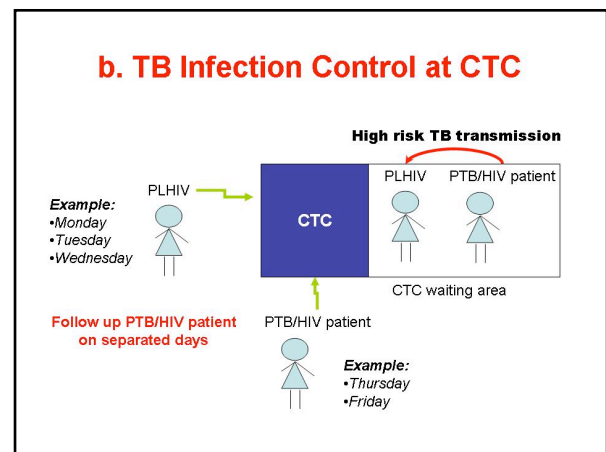 b. TB Infection Control at CTC
High risk TB transmission
PLHIV
PTB/HIV patient
CTC
CTC waiting area
PLHIV
Example:
•Monday
•Tuesday
•Wednesday
Follow up PTB/HIV patient
on separated days
PTB/HIV patient
Example:
•Thursday
•Friday